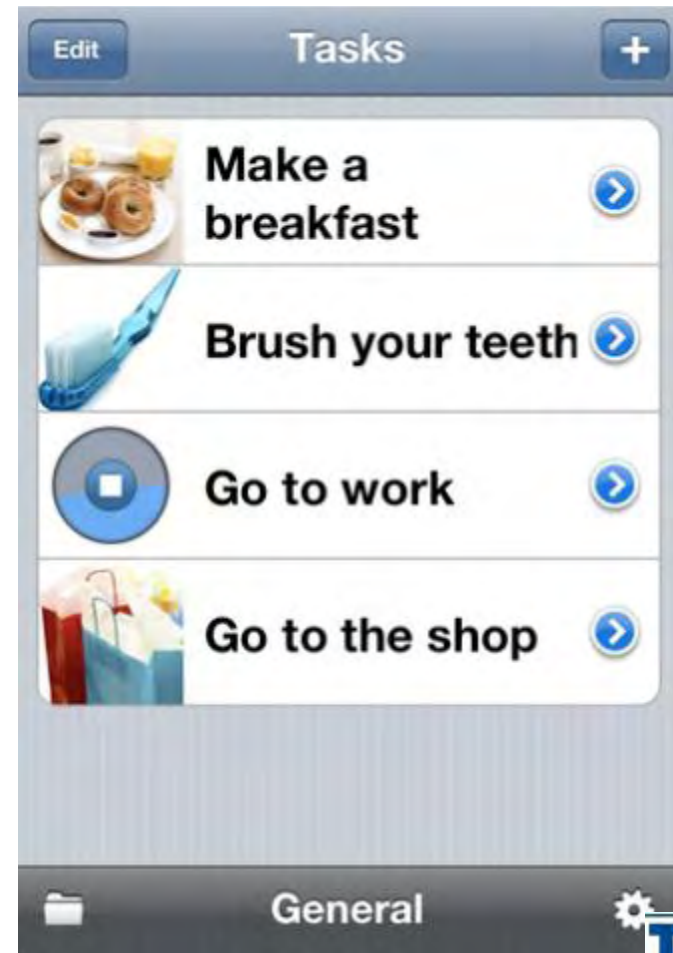 Edit
Tasks
+
Make a
breakfast
Brush your teeth
Go to work
Go to the shop
General